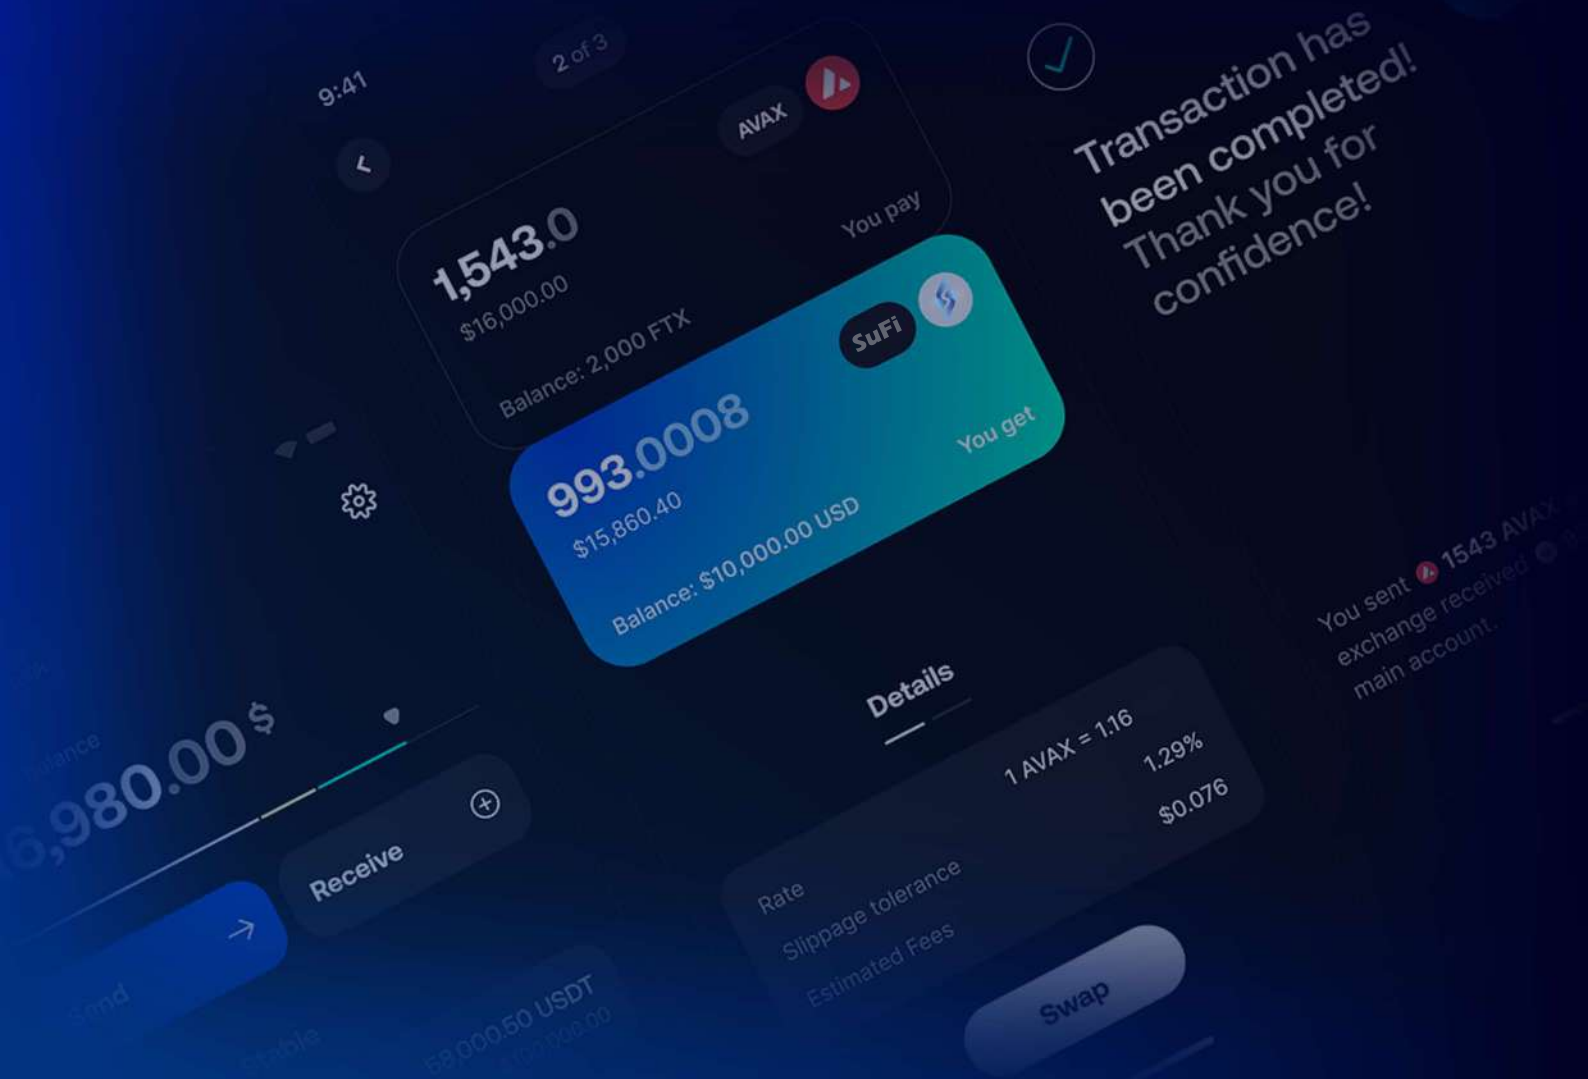 9:41
2 of 3
AVAX
1,543.0
$16,000.00
You pay
Balance: 2,000 FTX
SuFi
993.0008
$15,860.40
You get
Balance: $10,000.00 USD
Details
Rate
1 AVAX = 1.16
Slippage tolerance
1.29%
Estimated Fees
$0.076
Swap
Transaction has
been completed!
Thank you for
confidence!
You sent 1543 AVAX
exchange received
main account.
Balance
6,980.00 $
Send
Receive
Stable
58,000.50 USDT